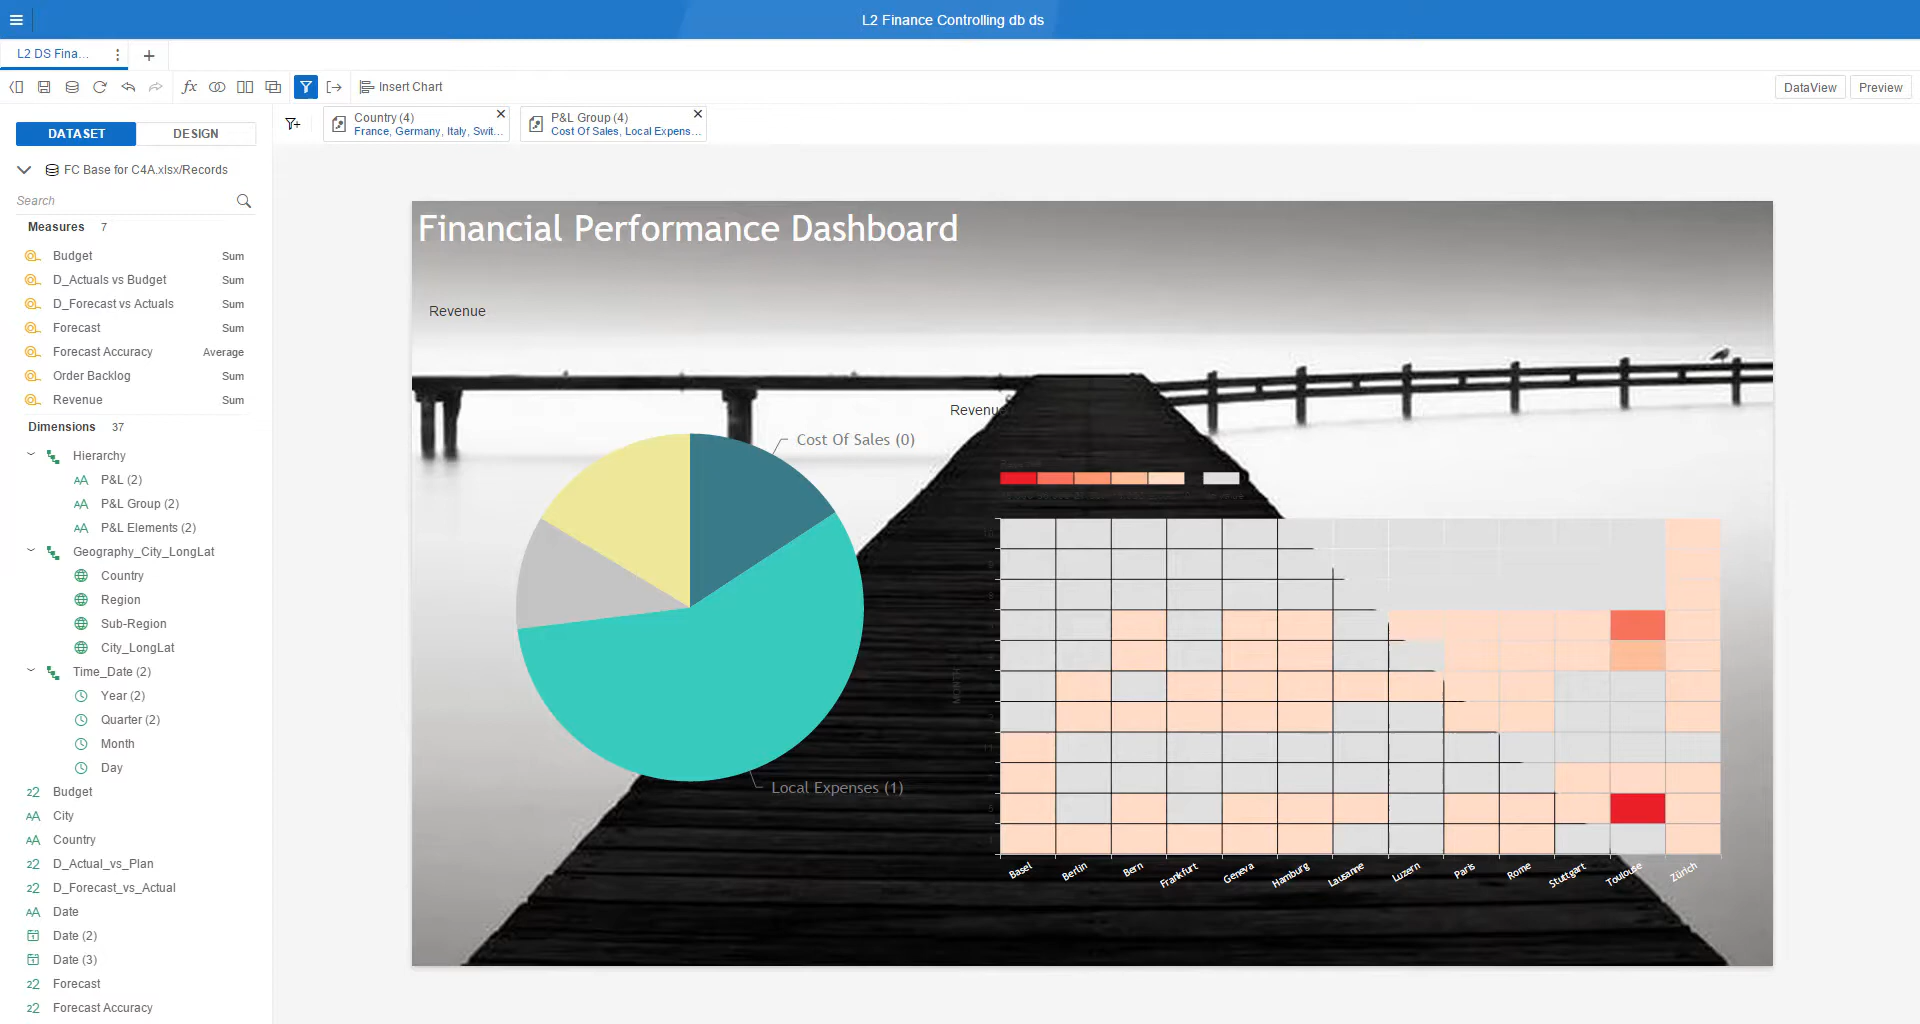 L2 Finance Controlling db ds
L2 DS Fina...
fx
Insert Chart
DataView
Preview
DATASET
DESIGN
Country (4)
France, Germany, Italy, Swit...
P&L Group (4)
Cost Of Sales, Local Expens...
FC Base for C4A.xlsx/Records
Search
Measures 7
Budget Sum
D_Actuals vs Budget Sum
D_Forecast vs Actuals Sum
Forecast Sum
Forecast Accuracy Average
Order Backlog Sum
Revenue Sum
Dimensions 37
Hierarchy
P&L (2)
P&L Group (2)
P&L Elements (2)
Geography_City_LongLat
Country
Region
Sub-Region
City_LongLat
Time_Date (2)
Year (2)
Quarter (2)
Month
Day
Budget
City
Country
D_Actual_vs_Plan
D_Forecast_vs_Actual
Date
Date (2)
Date (3)
Forecast
Forecast Accuracy
Financial Performance Dashboard
Revenue
Cost Of Sales (0)
Local Expenses (1)
Revenue
Basel Berlin Bern Frankfurt Geneva Hamburg Lausanne Luzern Paris Rome Stuttgart Toulouse Zürich